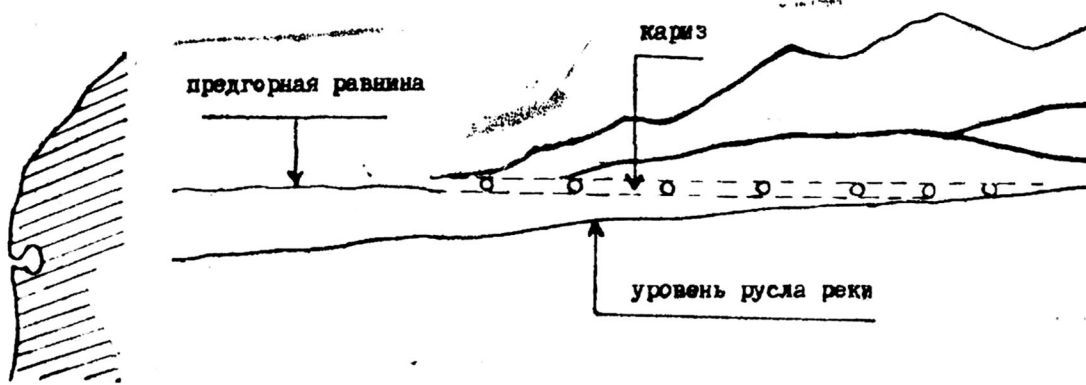 кариз
предгорная равнина
уровень русла реки